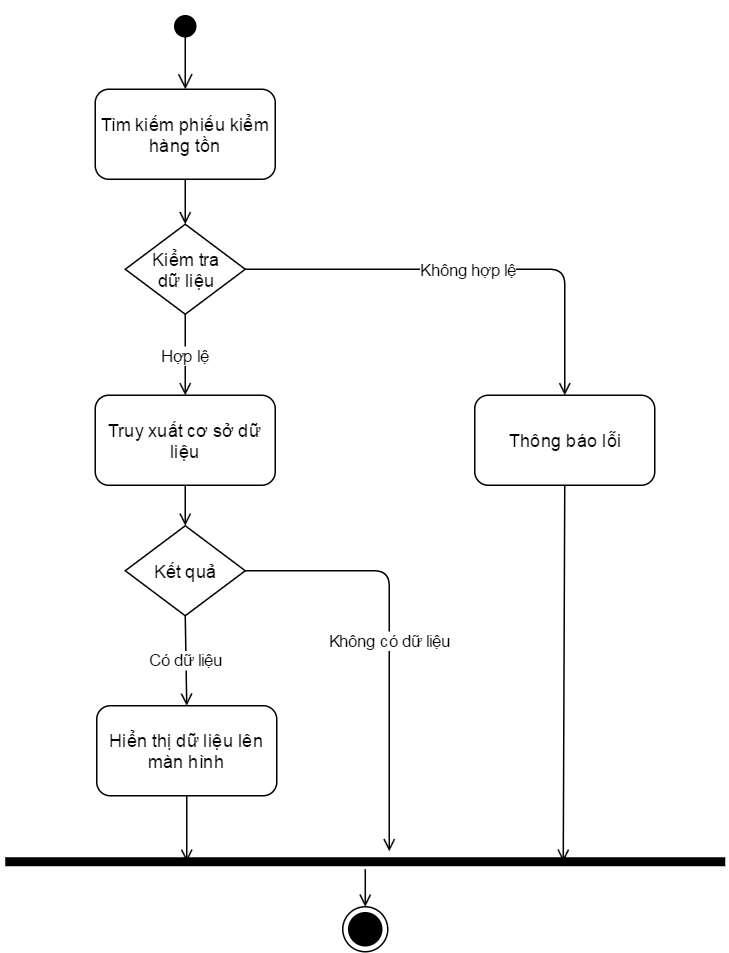 Tìm kiếm phiếu kiểm
hàng tồn
Kiểm tra
dữ liệu
Không hợp lệ
Hợp lệ
Truy xuất cơ sở dữ
liệu
Thông báo lỗi
Kết quả
Không có dữ liệu
Có dữ liệu
Hiển thị dữ liệu lên
màn hình